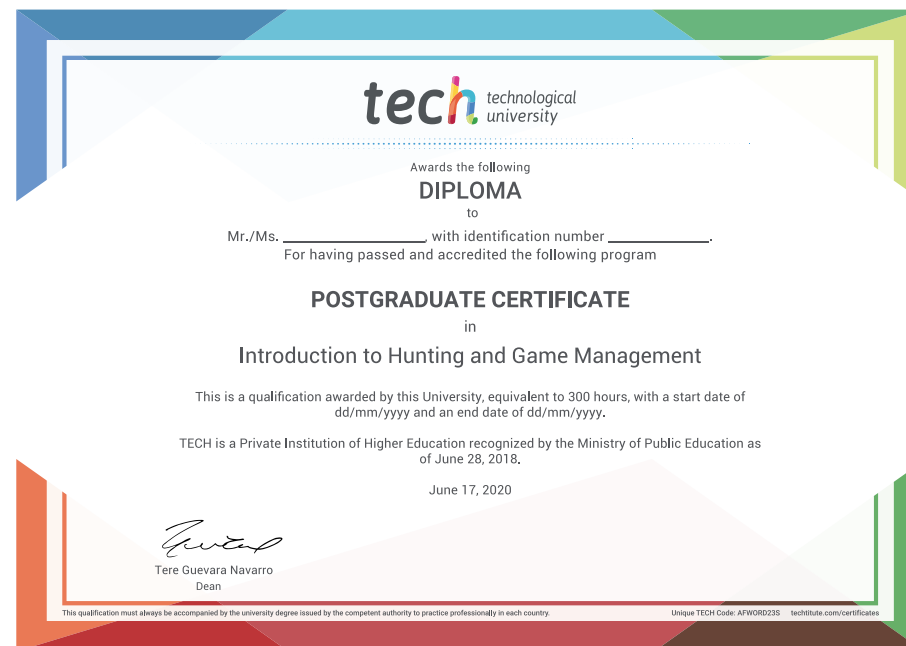 tech technological
university
Awards the following
DIPLOMA
to
Mr./Ms. ____________________, with identification number ______________.
For having passed and accredited the following program
POSTGRADUATE CERTIFICATE
in
Introduction to Hunting and Game Management
This is a qualification awarded by this University, equivalent to 300 hours, with a start date of
dd/mm/yyyy and an end date of dd/mm/yyyy.
TECH is a Private Institution of Higher Education recognized by the Ministry of Public Education as
of June 28, 2018.
June 17, 2020
Tere Guevara Navarro
Dean
This qualification must always be accompanied by the university degree issued by the competent authority to practice professionally in each country. Unique TECH Code: AFWORD23S techtitute.com/certificates